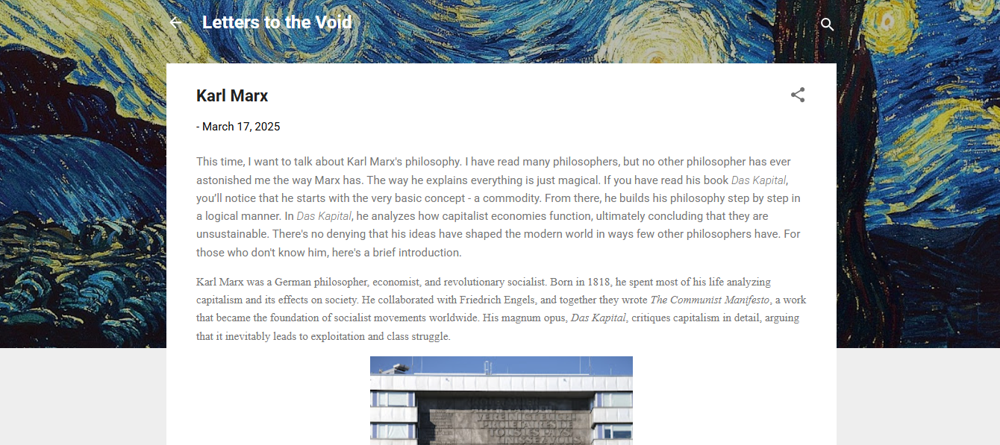 Letters to the Void
Karl Marx
- March 17, 2025
This time, I want to talk about Karl Marx's philosophy. I have read many philosophers, but no other philosopher has ever
astonished me the way Marx has. The way he explains everything is just magical. If you have read his book Das Kapital,
you’ll notice that he starts with the very basic concept - a commodity. From there, he builds his philosophy step by step in
a logical manner. In Das Kapital, he analyzes how capitalist economies function, ultimately concluding that they are
unsustainable. There's no denying that his ideas have shaped the modern world in ways few other philosophers have. For
those who don't know him, here's a brief introduction.
Karl Marx was a German philosopher, economist, and revolutionary socialist. Born in 1818, he spent most of his life analyzing
capitalism and its effects on society. He collaborated with Friedrich Engels, and together they wrote The Communist Manifesto, a work
that became the foundation of socialist movements worldwide. His magnum opus, Das Kapital, critiques capitalism in detail, arguing
that it inevitably leads to exploitation and class struggle.
VEREINIGT EUCH
PROLETAIRES DE
TOUS LES PAYS
UNISSEZ-VOUS